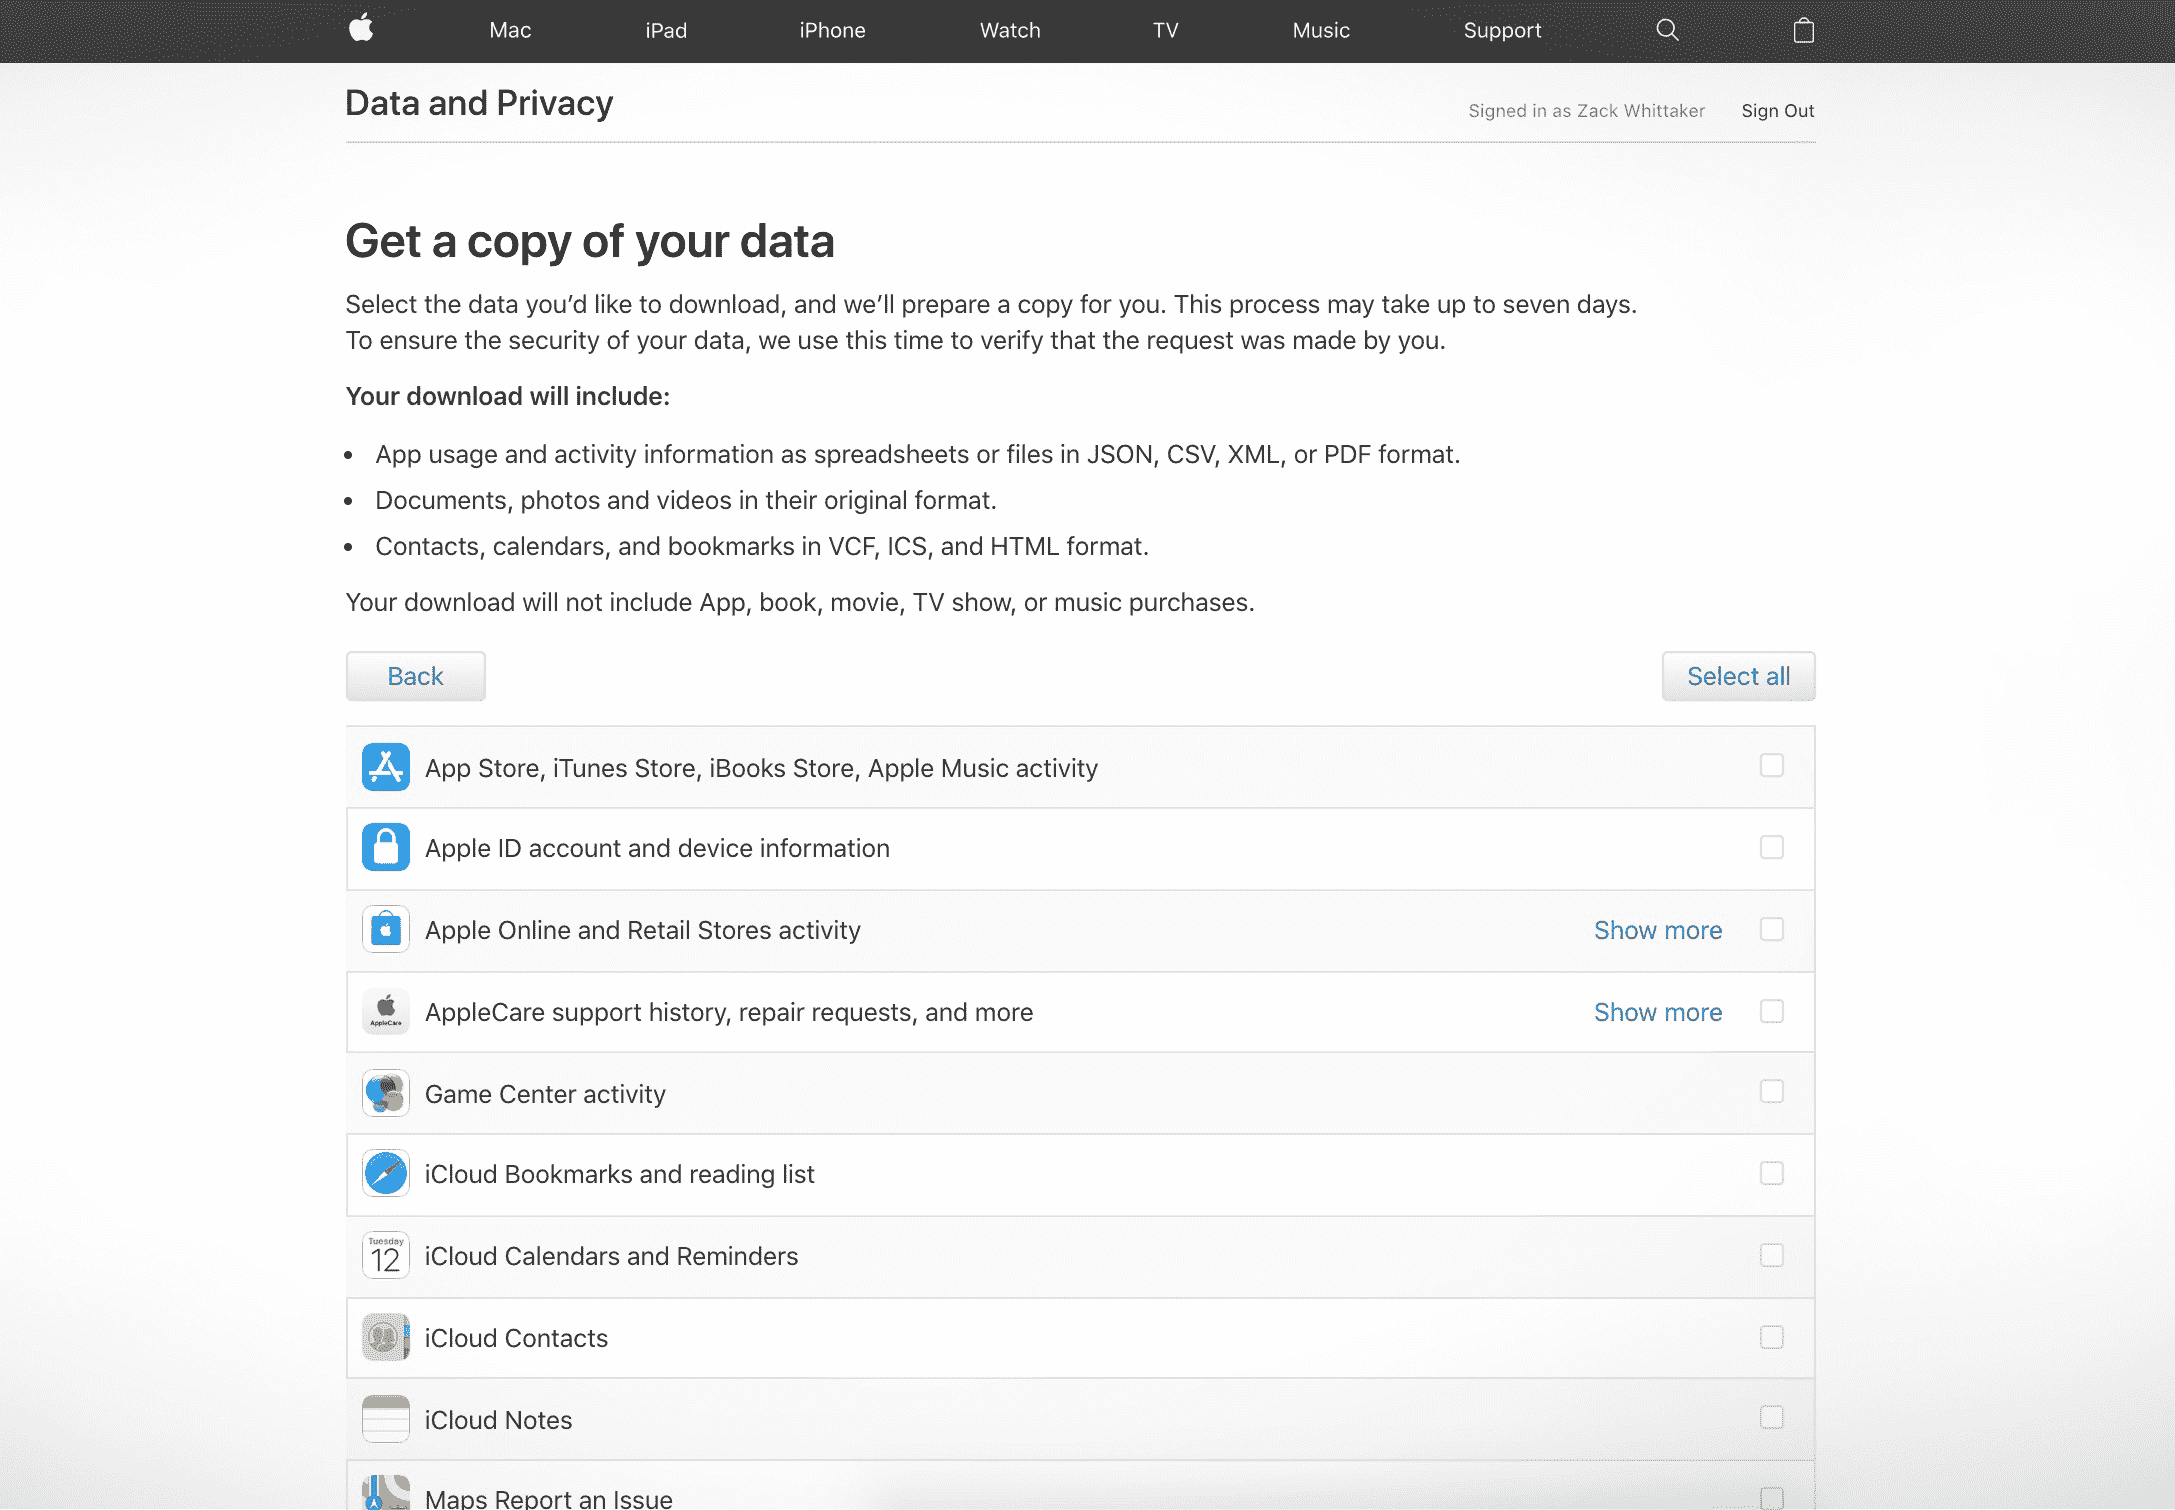 Mac iPad iPhone Watch TV Music Support
Data and Privacy
Signed in as Zack Whittaker Sign Out
Get a copy of your data
Select the data you’d like to download, and we’ll prepare a copy for you. This process may take up to seven days.
To ensure the security of your data, we use this time to verify that the request was made by you.
Your download will include:
• App usage and activity information as spreadsheets or files in JSON, CSV, XML, or PDF format.
• Documents, photos and videos in their original format.
• Contacts, calendars, and bookmarks in VCF, ICS, and HTML format.
Your download will not include App, book, movie, TV show, or music purchases.
Back Select all
App Store, iTunes Store, iBooks Store, Apple Music activity
Apple ID account and device information
Apple Online and Retail Stores activity Show more
AppleCare
AppleCare support history, repair requests, and more Show more
Game Center activity
iCloud Bookmarks and reading list
Tuesday
12
iCloud Calendars and Reminders
iCloud Contacts
iCloud Notes
Maps Report an Issue